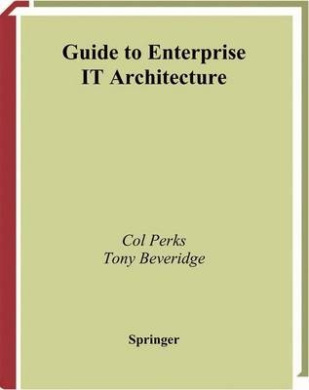 Guide to Enterprise
IT Architecture
Col Perks
Tony Beveridge
Springer